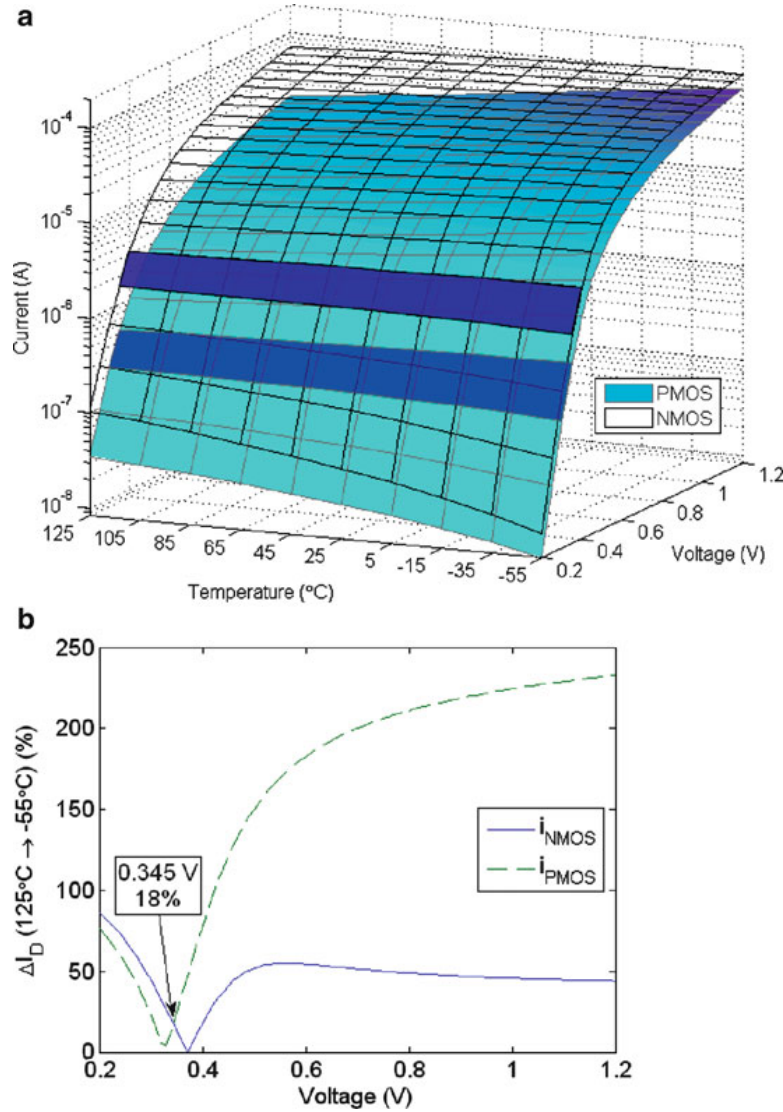 a
10^-4
10^-5
10^-6
10^-7
10^-8
Current (A)
125
105
85
65
45
25
5
-15
-35
-55
Temperature (°C)
0.2
0.4
0.6
0.8
1
1.2
Voltage (V)
PMOS
NMOS
b
250
200
150
100
50
0
ΔI_D (125°C → -55°C) (%)
0.345 V
18%
i_NMOS
i_PMOS
0.2
0.4
0.6
0.8
1
1.2
Voltage (V)